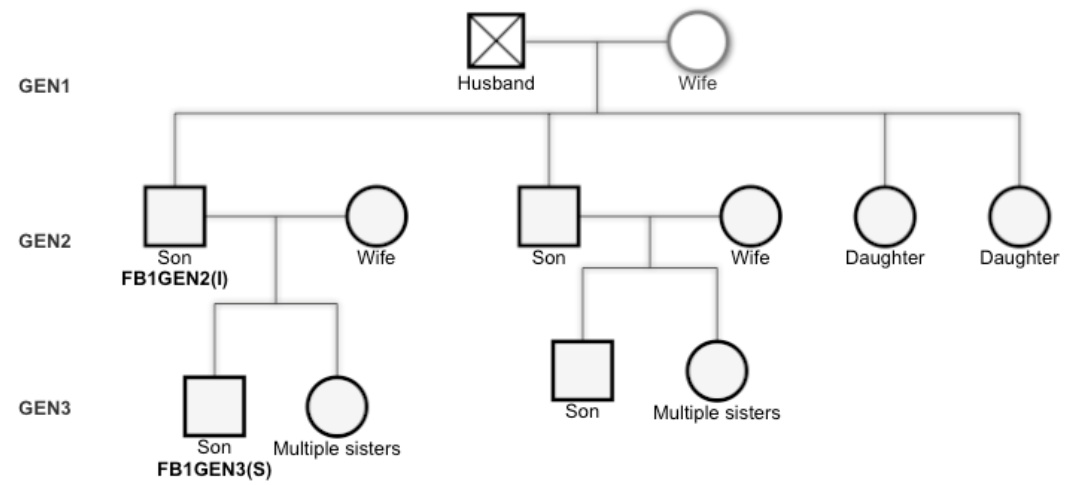 GEN1
Husband
Wife
GEN2
Son
FB1GEN2(I)
Wife
Son
Wife
Daughter
Daughter
GEN3
Son
FB1GEN3(S)
Multiple sisters
Son
Multiple sisters